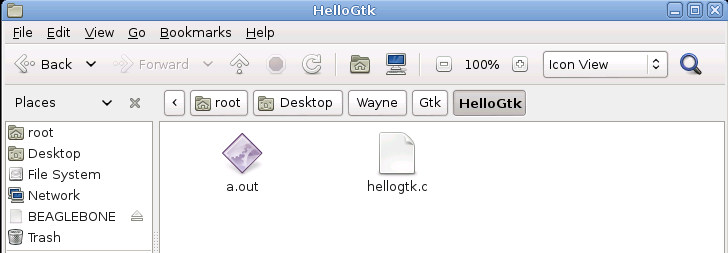 HelloGtk
File Edit View Go Bookmarks Help
Back Forward 100% Icon View
Places root Desktop Wayne Gtk HelloGtk
root
Desktop
File System
Network
BEAGLEBONE
Trash
a.out hellogtk.c